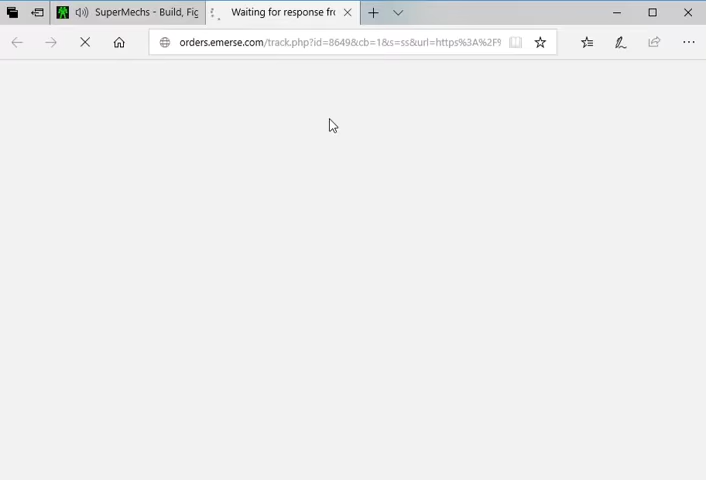 SuperMechs - Build, Fig
Waiting for response fro
orders.emerse.com/track.php?id=8649&cb=1&s=ss&url=https%3A%2F%